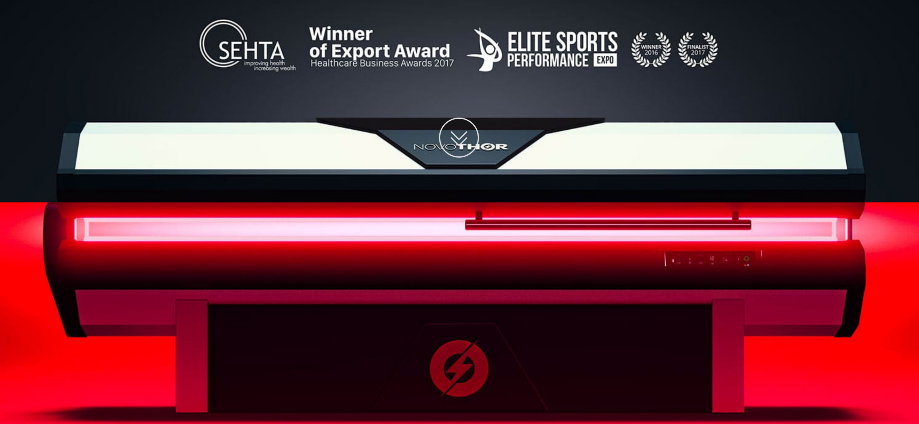 SEHTA
improving health
increasing wealth
Winner
of Export Award
Healthcare Business Awards 2017
ELITE SPORTS
PERFORMANCE EXPO
WINNER
2016
FINALIST
2017
NOVOTHOR